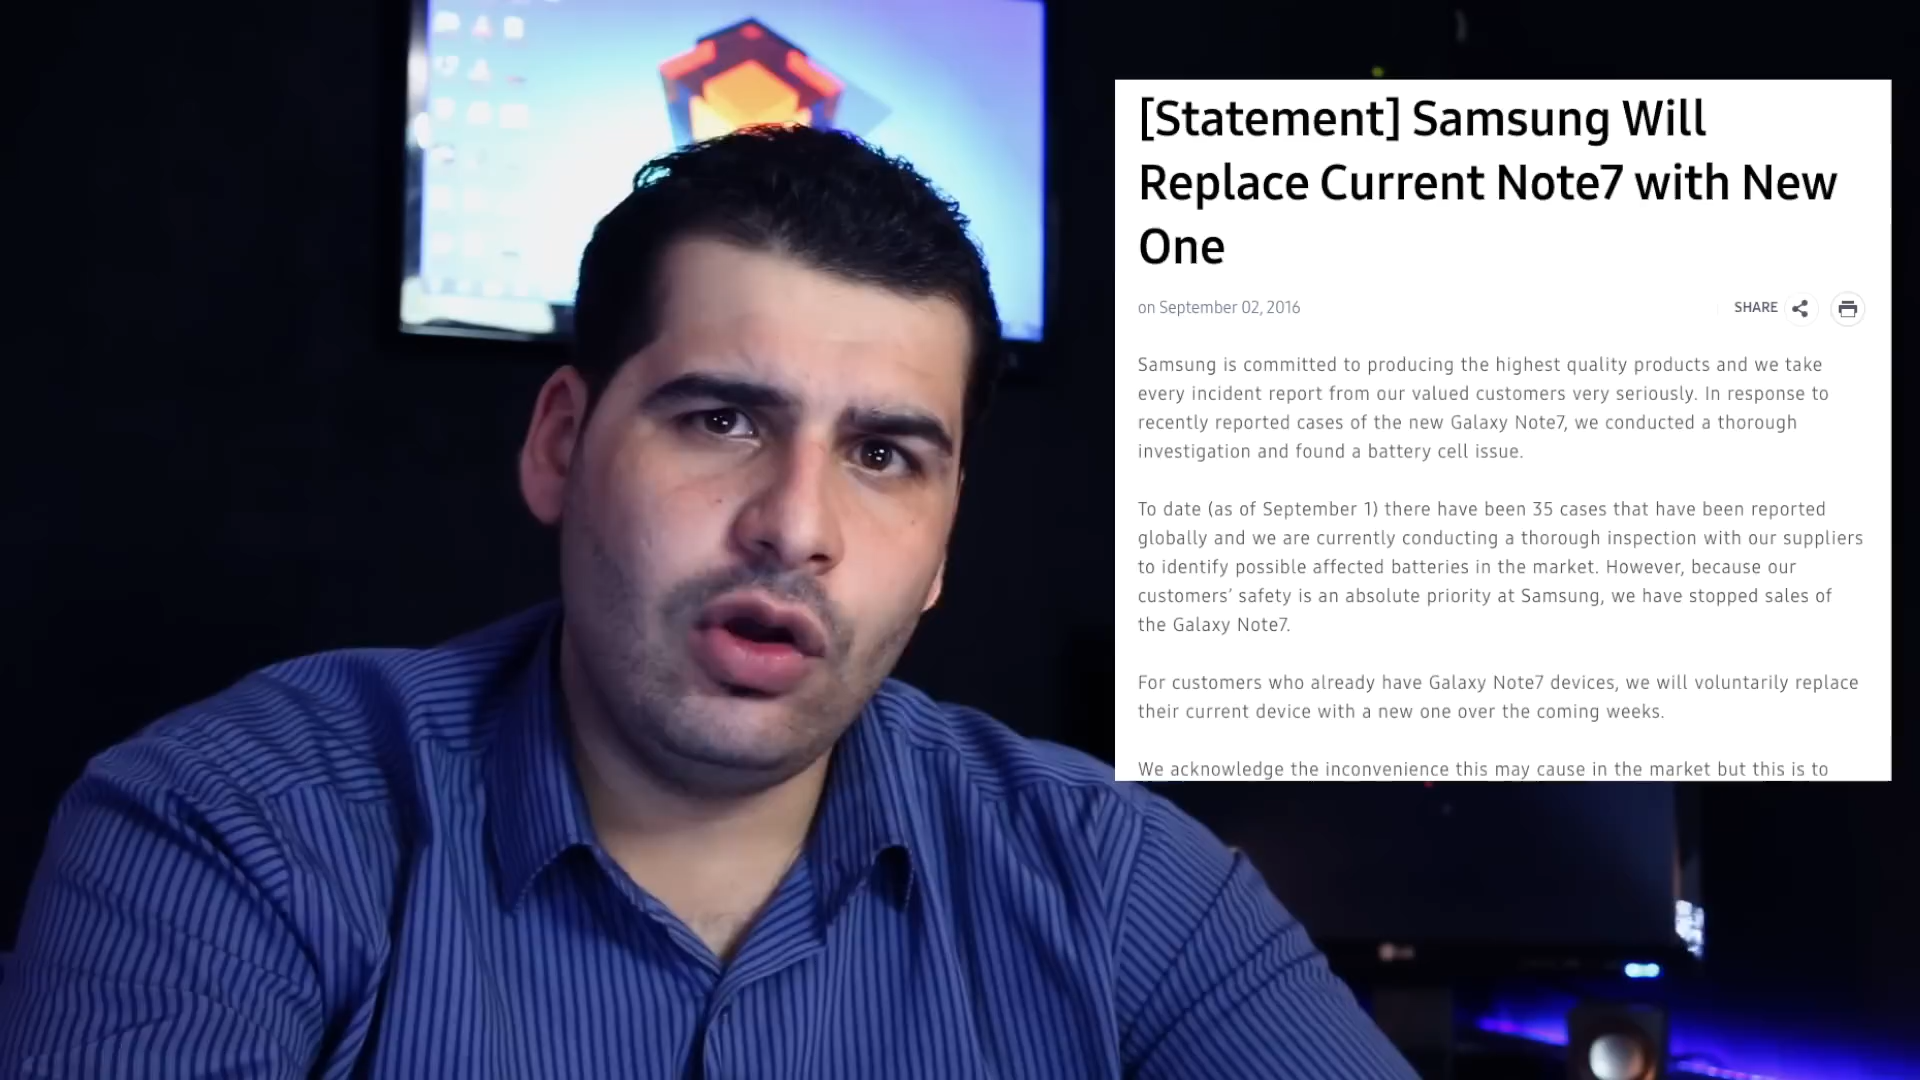 [Statement] Samsung Will
Replace Current Note7 with New
One
on September 02, 2016
SHARE
Samsung is committed to producing the highest quality products and we take
every incident report from our valued customers very seriously. In response to
recently reported cases of the new Galaxy Note7, we conducted a thorough
investigation and found a battery cell issue.
To date (as of September 1) there have been 35 cases that have been reported
globally and we are currently conducting a thorough inspection with our suppliers
to identify possible affected batteries in the market. However, because our
customers’ safety is an absolute priority at Samsung, we have stopped sales of
the Galaxy Note7.
For customers who already have Galaxy Note7 devices, we will voluntarily replace
their current device with a new one over the coming weeks.
We acknowledge the inconvenience this may cause in the market but this is to
LG